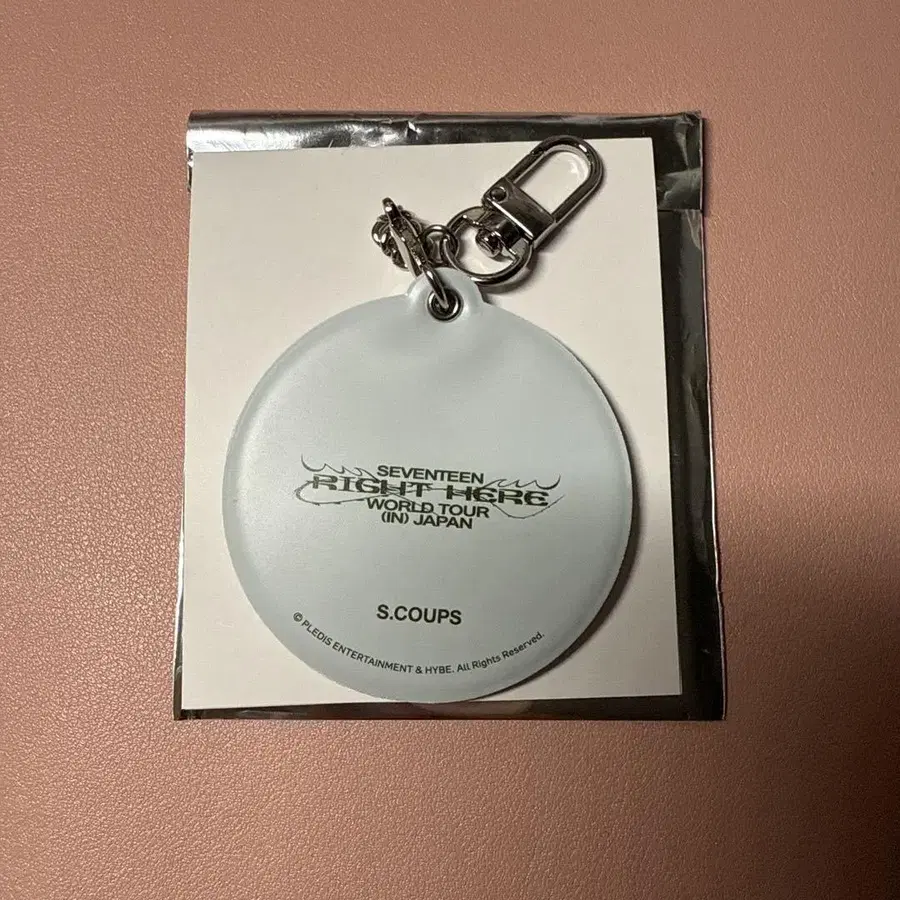 SEVENTEEN
RIGHT HERE
WORLD TOUR
(IN) JAPAN
S.COUPS
© PLEDIS ENTERTAINMENT & HYBE. All Rights Reserved.